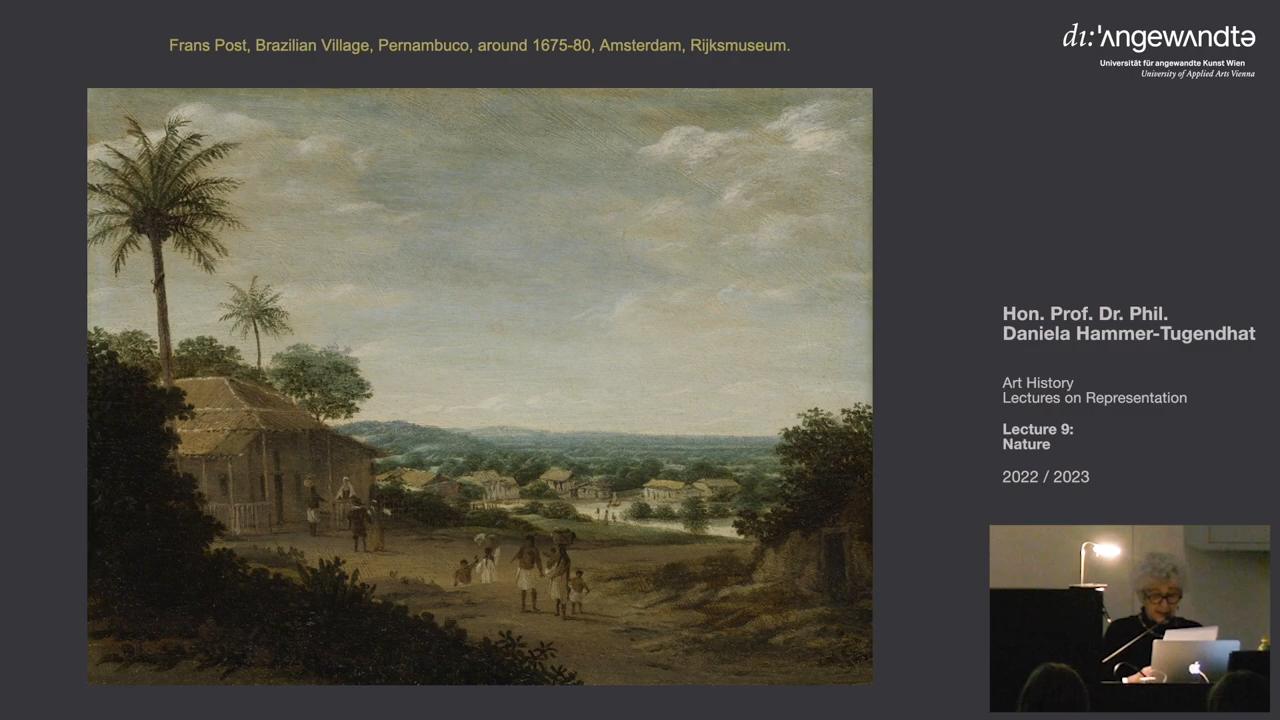 Frans Post, Brazilian Village, Pernambuco, around 1675-80, Amsterdam, Rijksmuseum.
dı:'ʌngewʌndtə
Universität für angewandte Kunst Wien
University of Applied Arts Vienna
Hon. Prof. Dr. Phil.
Daniela Hammer-Tugendhat
Art History
Lectures on Representation
Lecture 9:
Nature
2022 / 2023